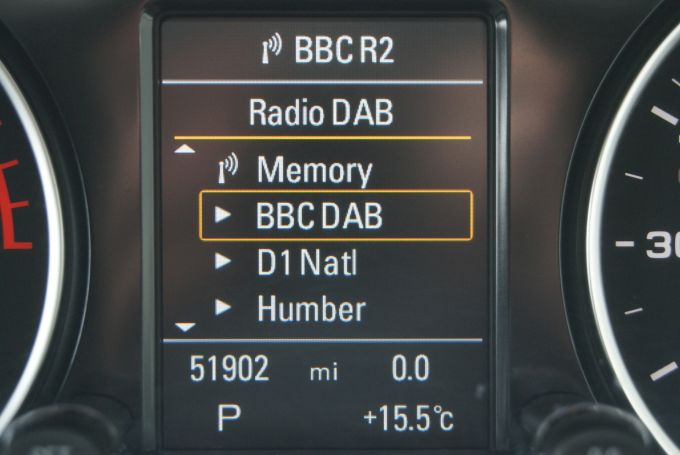 BBC R2
Radio DAB
Memory
BBC DAB
D1 Natl
Humber
51902 mi 0.0
P +15.5°c